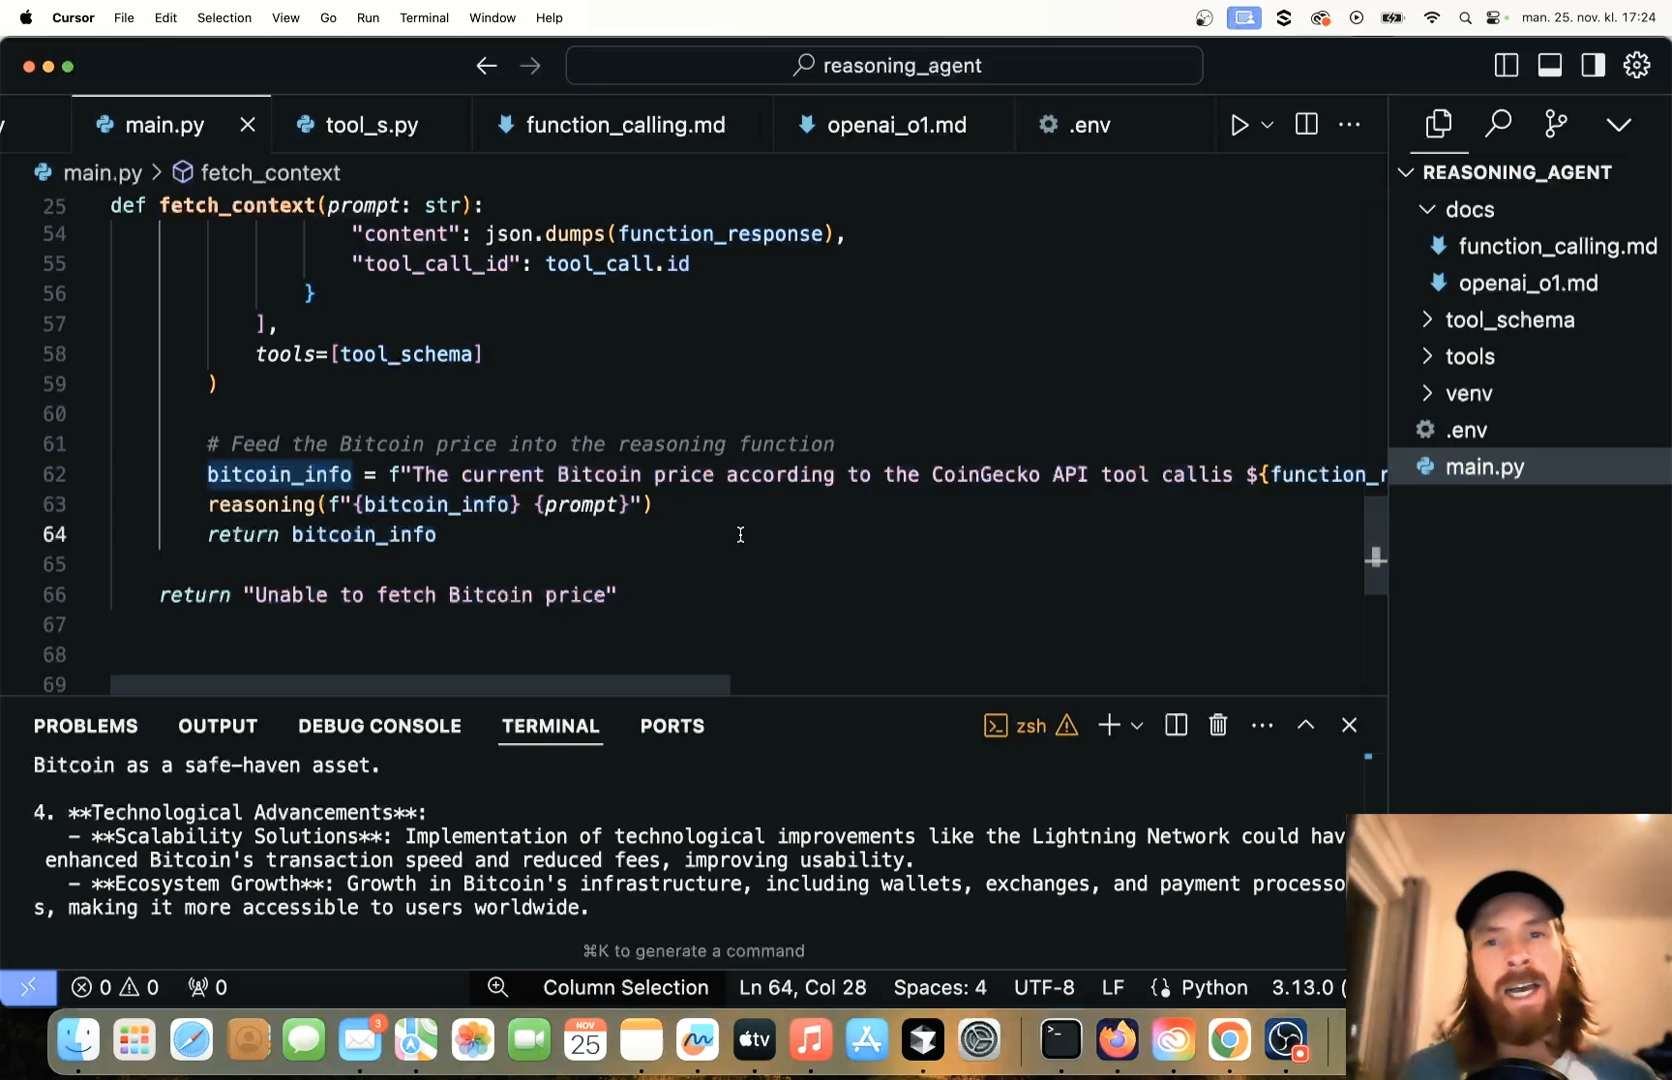 Cursor File Edit Selection View Go Run Terminal Window Help man. 25. nov. kl. 17:24
reasoning_agent
main.py tool_s.py function_calling.md openai_o1.md .env
main.py > fetch_context
REASONING_AGENT
docs
function_calling.md
openai_o1.md
tool_schema
tools
venv
.env
main.py
25 def fetch_context(prompt: str):
54 "content": json.dumps(function_response),
55 "tool_call_id": tool_call.id
56 }
57 ],
58 tools=[tool_schema]
59 )
60
61 # Feed the Bitcoin price into the reasoning function
62 bitcoin_info = f"The current Bitcoin price according to the CoinGecko API tool callis ${function_r
63 reasoning(f"{bitcoin_info} {prompt}")
64 return bitcoin_info
65
66 return "Unable to fetch Bitcoin price"
67
68
69
PROBLEMS OUTPUT DEBUG CONSOLE TERMINAL PORTS zsh
Bitcoin as a safe-haven asset.
4. **Technological Advancements**:
- **Scalability Solutions**: Implementation of technological improvements like the Lightning Network could hav
enhanced Bitcoin's transaction speed and reduced fees, improving usability.
- **Ecosystem Growth**: Growth in Bitcoin's infrastructure, including wallets, exchanges, and payment processo
s, making it more accessible to users worldwide.
⌘K to generate a command
0 0 0 Column Selection Ln 64, Col 28 Spaces: 4 UTF-8 LF Python 3.13.0 (
3
NOV
25
tv